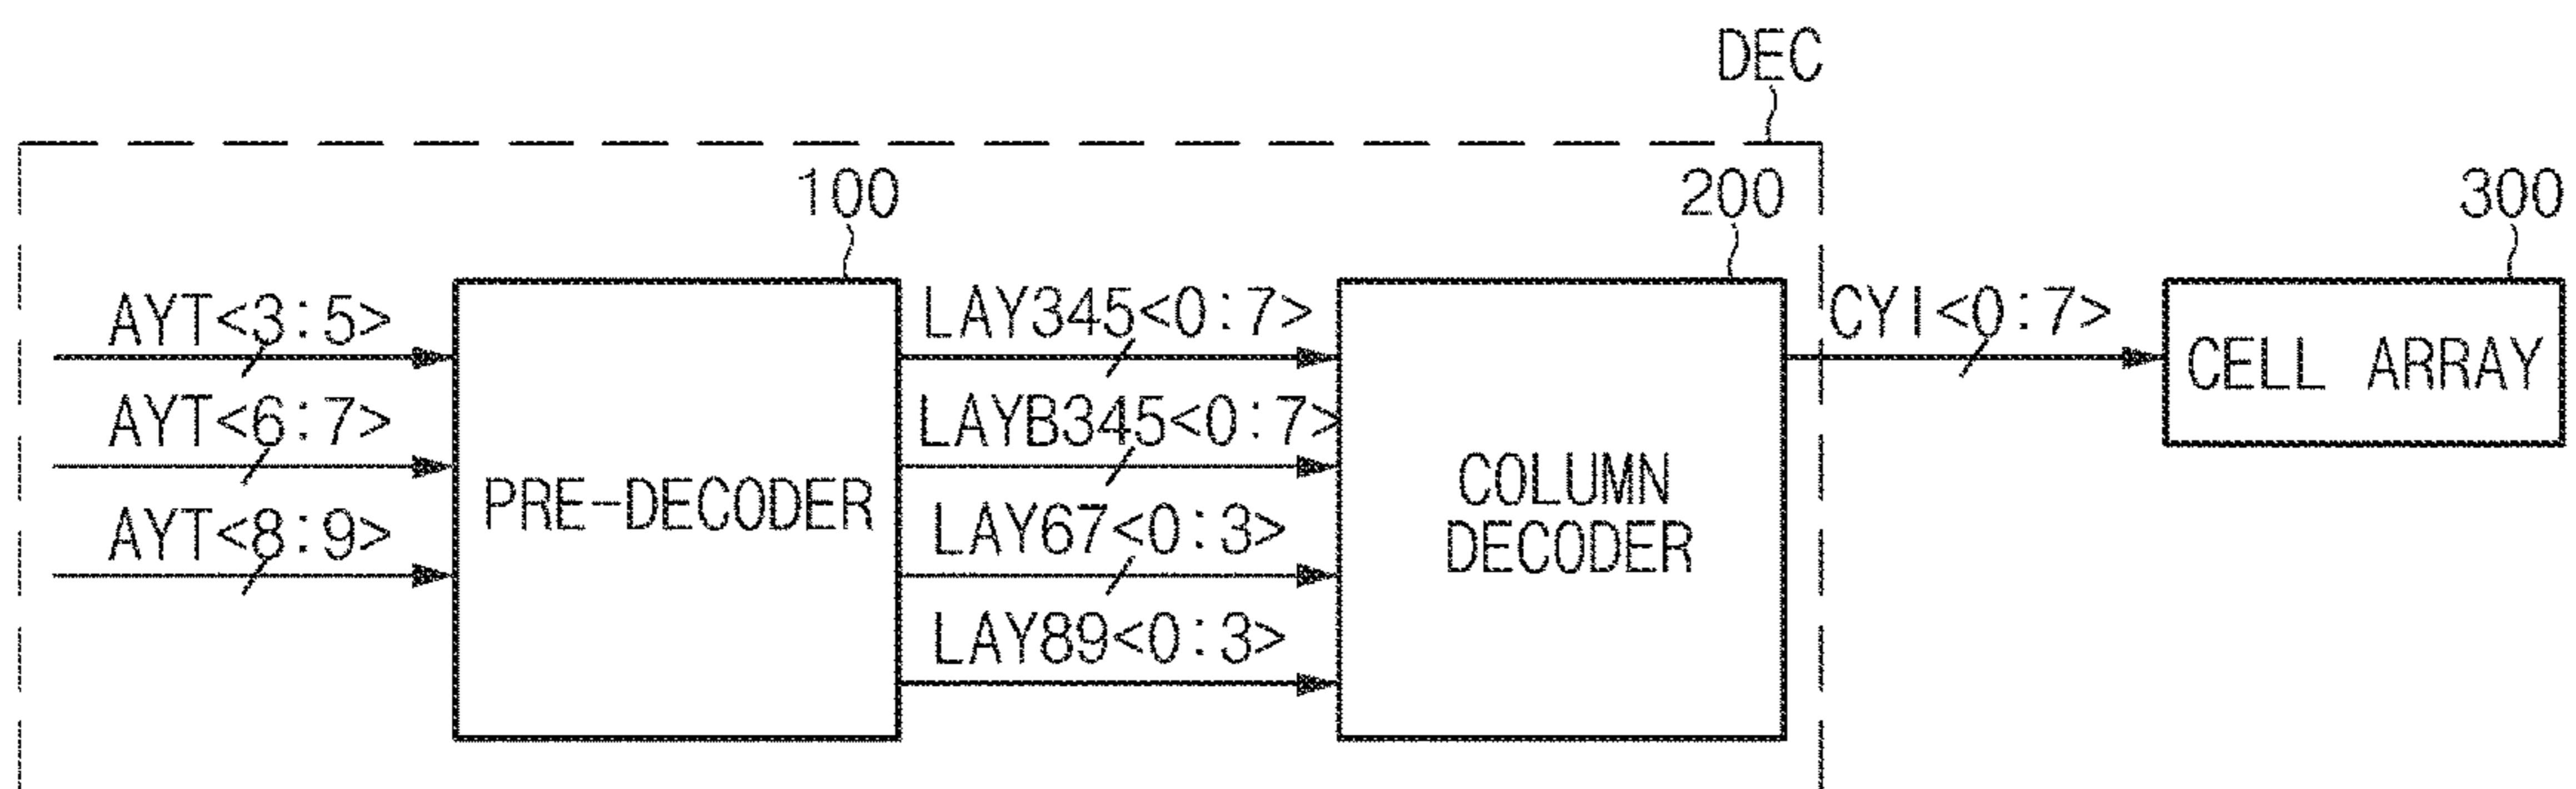 DEC
100
200
300
AYT<3:5>
LAY345<0:7>
CYI<0:7>
CELL ARRAY
AYT<6:7>
LAYB345<0:7>
PRE-DECODER
COLUMN
DECODER
AYT<8:9>
LAY67<0:3>
LAY89<0:3>